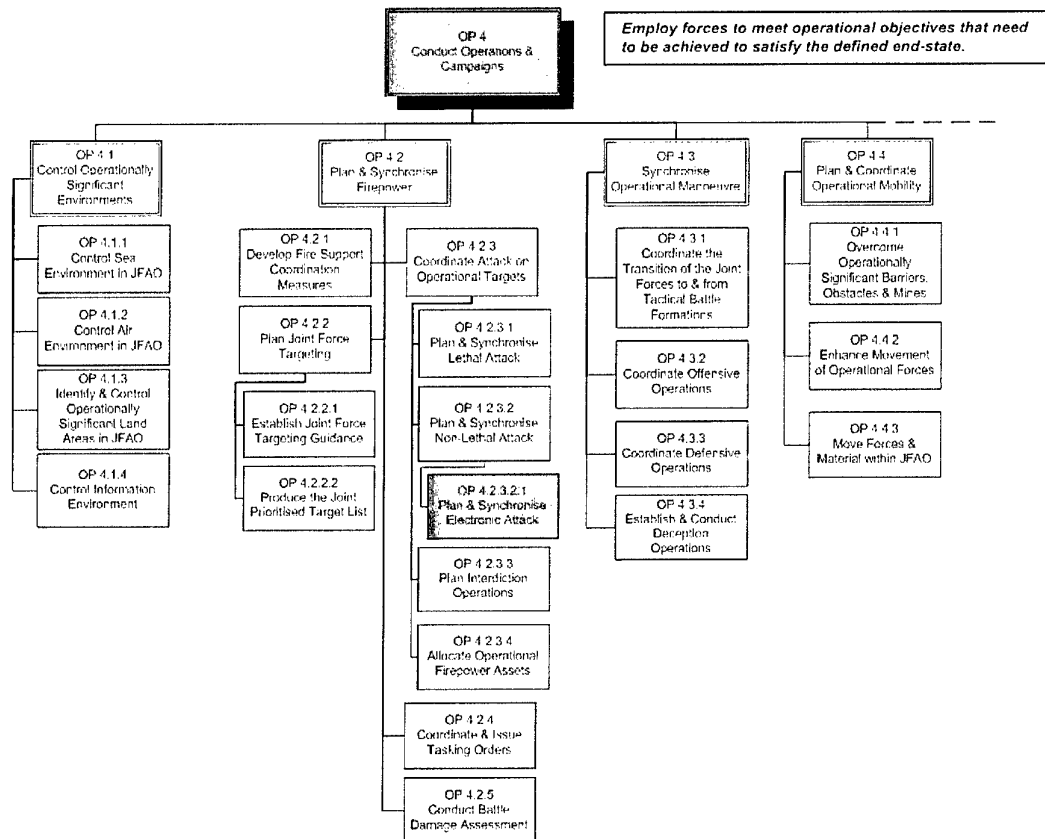 OP 4
Conduct Operations &
Campaigns
Employ forces to meet operational objectives that need
to be achieved to satisfy the defined end-state.
OP 4.1
Control Operationally
Significant
Environments
OP 4.1.1
Control Sea
Environment in JFAO
OP 4.1.2
Control Air
Environment in JFAO
OP 4.1.3
Identify & Control
Operationally
Significant Land
Areas in JFAO
OP 4.1.4
Control Information
Environment
OP 4.2
Plan & Synchronise
Firepower
OP 4.2.1
Develop Fire Support
Coordination
Measures
OP 4.2.2
Plan Joint Force
Targeting
OP 4.2.2.1
Establish Joint Force
Targeting Guidance
OP 4.2.2.2
Produce the Joint
Prioritised Target List
OP 4.2.3
Coordinate Attack on
Operational Targets
OP 4.2.3.1
Plan & Synchronise
Lethal Attack
OP 4.2.3.2
Plan & Synchronise
Non-Lethal Attack
OP 4.2.3.2.1
Plan & Synchronise
Electronic Attack
OP 4.2.3.3
Plan Interdiction
Operations
OP 4.2.3.4
Allocate Operational
Firepower Assets
OP 4.2.4
Coordinate & Issue
Tasking Orders
OP 4.2.5
Conduct Battle
Damage Assessment
OP 4.3
Synchronise
Operational Manoeuvre
OP 4.3.1
Coordinate the
Transition of the Joint
Forces to & from
Tactical Battle
Formations
OP 4.3.2
Coordinate Offensive
Operations
OP 4.3.3
Coordinate Defensive
Operations
OP 4.3.4
Establish & Conduct
Deception
Operations
OP 4.4
Plan & Coordinate
Operational Mobility
OP 4.4.1
Overcome
Operationally
Significant Barriers,
Obstacles & Mines
OP 4.4.2
Enhance Movement
of Operational Forces
OP 4.4.3
Move Forces &
Material within JFAO